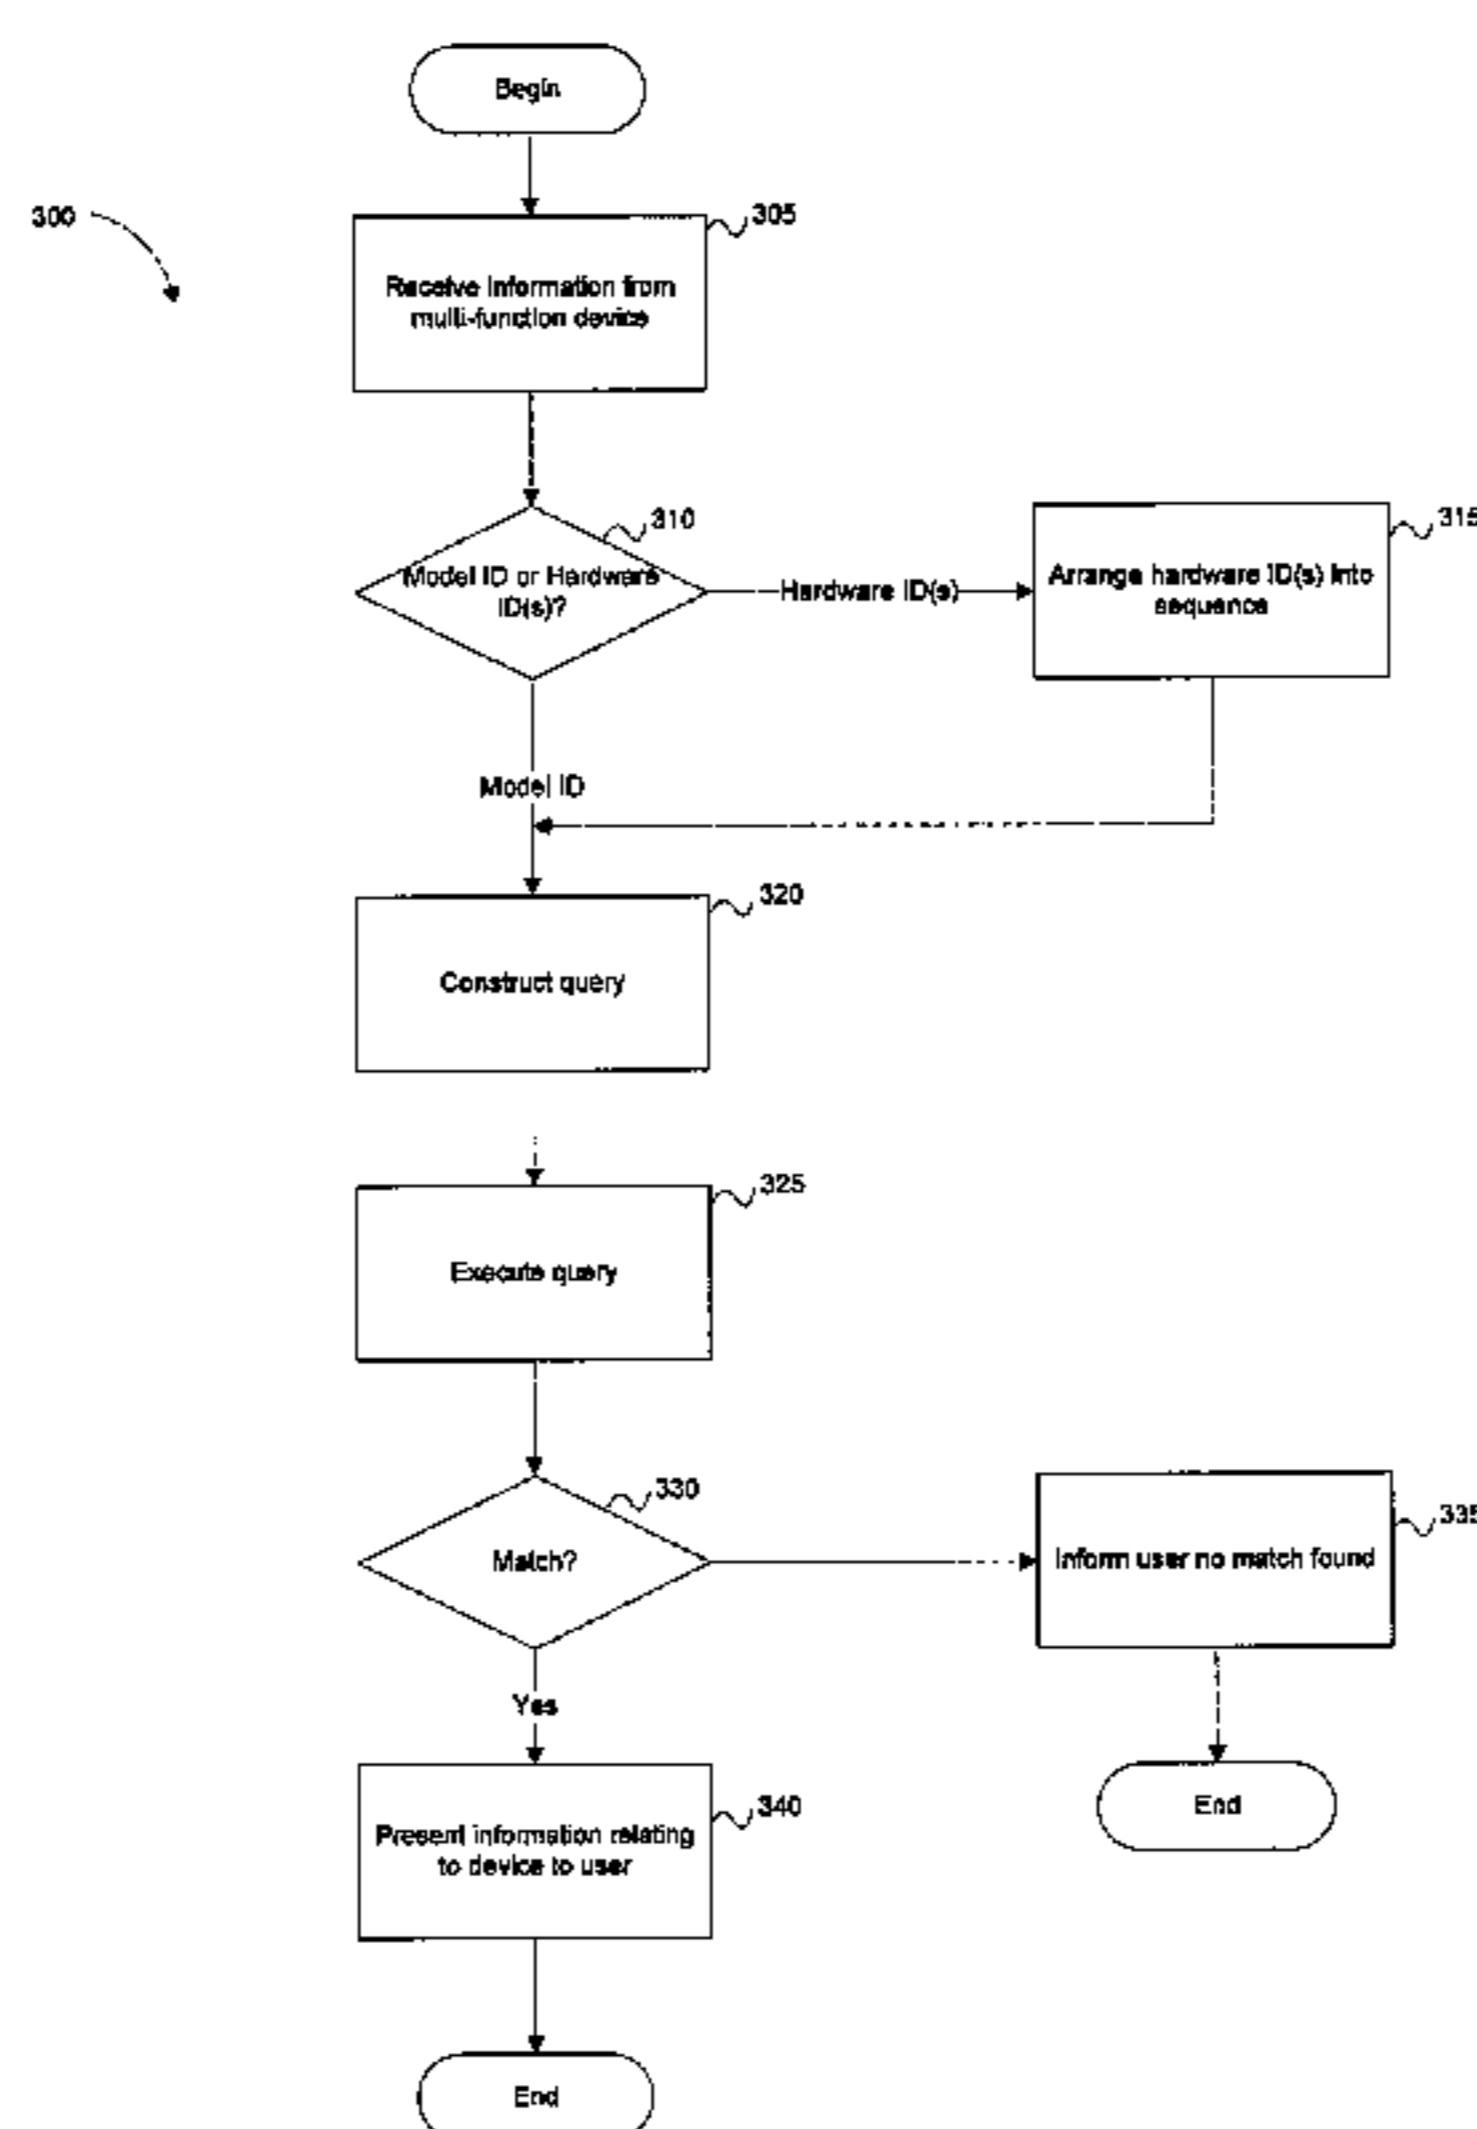 Begin
300
305
Receive information from
multi-function device
310
Model ID or Hardware
ID(s)?
Hardware ID(s)
315
Arrange hardware ID(s) into
sequence
Model ID
320
Construct query
325
Execute query
330
Match?
335
Inform user no match found
Yes
340
Present information relating
to device to user
End
End